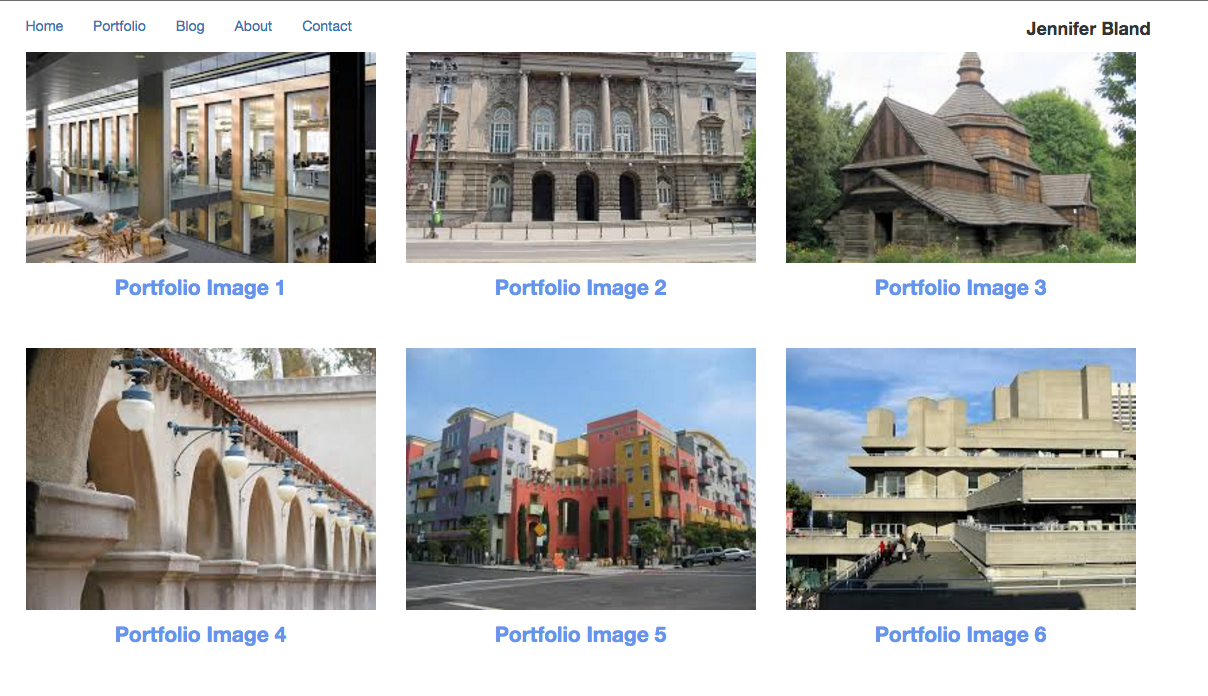 Home Portfolio Blog About Contact Jennifer Bland
Portfolio Image 1 Portfolio Image 2 Portfolio Image 3
Portfolio Image 4 Portfolio Image 5 Portfolio Image 6